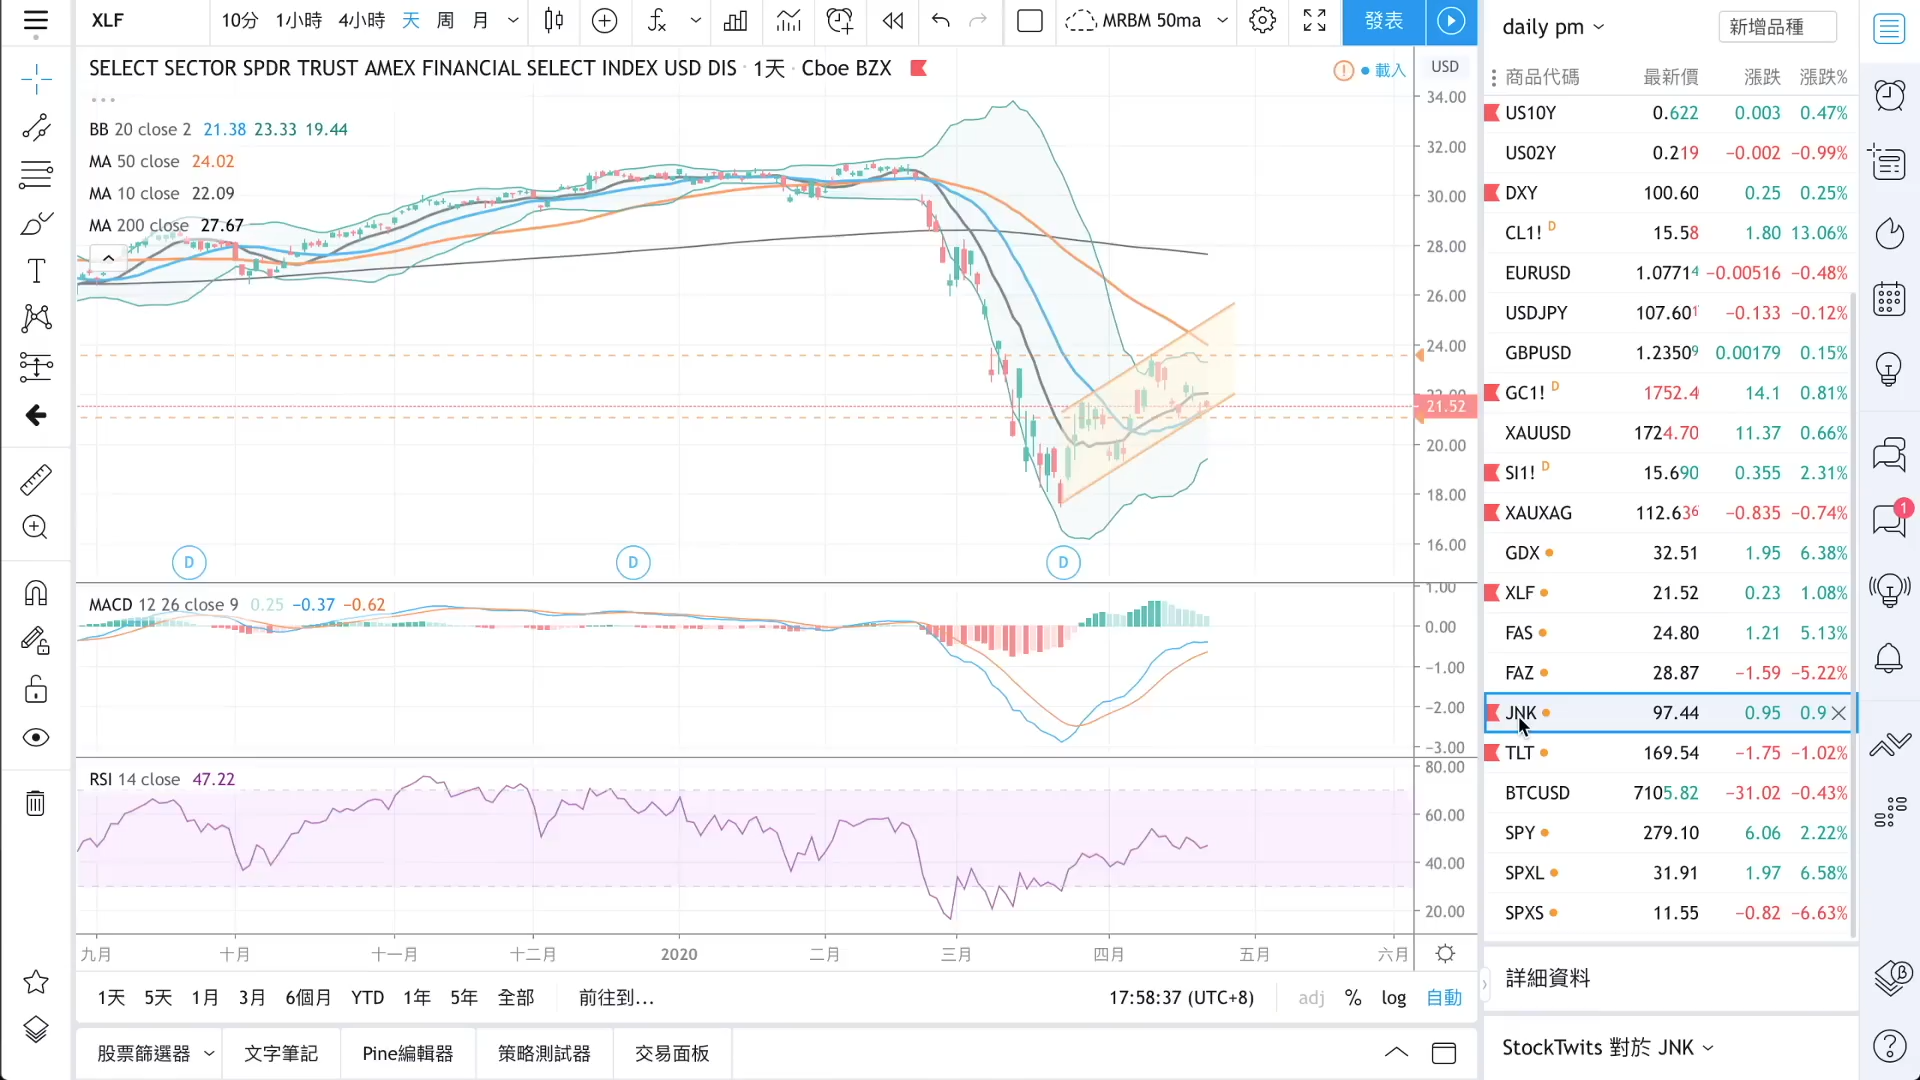 XLF
10分 1小時 4小時 天 周 月
MRBM 50ma
發表
daily pm
新增品種
SELECT SECTOR SPDR TRUST AMEX FINANCIAL SELECT INDEX USD DIS · 1天 · Cboe BZX
載入
USD
BB 20 close 2 21.38 23.33 19.44
MA 50 close 24.02
MA 10 close 22.09
MA 200 close 27.67
34.00
32.00
30.00
28.00
26.00
24.00
22.00
21.52
20.00
18.00
16.00
D D D
MACD 12 26 close 9 0.25 −0.37 −0.62
1.00
0.00
−1.00
−2.00
−3.00
RSI 14 close 47.22
80.00
60.00
40.00
20.00
九月 十月 十一月 十二月 2020 二月 三月 四月 五月 六月
1天 5天 1月 3月 6個月 YTD 1年 5年 全部 前往到...
17:58:37 (UTC+8) adj % log 自動
股票篩選器 文字筆記 Pine編輯器 策略測試器 交易面板
商品代碼 最新價 漲跌 漲跌%
US10Y 0.622 0.003 0.47%
US02Y 0.219 −0.002 −0.99%
DXY 100.60 0.25 0.25%
CL1! D 15.58 1.80 13.06%
EURUSD 1.07714 −0.00516 −0.48%
USDJPY 107.601 −0.133 −0.12%
GBPUSD 1.23509 0.00179 0.15%
GC1! D 1752.4 14.1 0.81%
XAUUSD 1724.70 11.37 0.66%
SI1! D 15.690 0.355 2.31%
XAUXAG 112.636 −0.835 −0.74%
GDX 32.51 1.95 6.38%
XLF 21.52 0.23 1.08%
FAS 24.80 1.21 5.13%
FAZ 28.87 −1.59 −5.22%
JNK 97.44 0.95 0.9
TLT 169.54 −1.75 −1.02%
BTCUSD 7105.82 −31.02 −0.43%
SPY 279.10 6.06 2.22%
SPXL 31.91 1.97 6.58%
SPXS 11.55 −0.82 −6.63%
詳細資料
StockTwits 對於 JNK
1
β